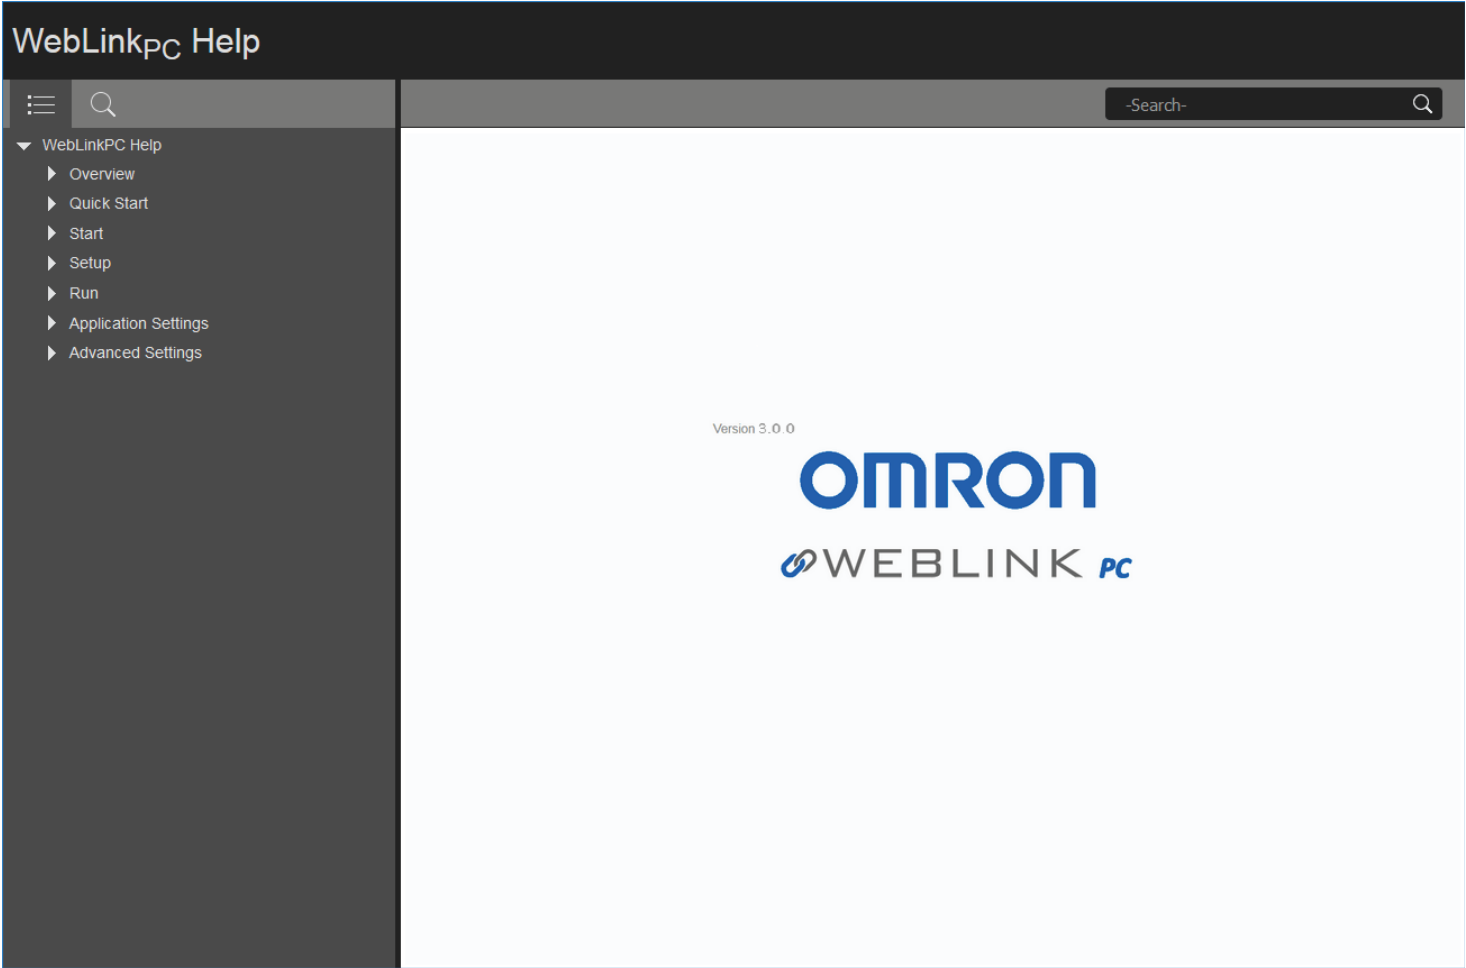 WebLinkPC Help
-Search-
WebLinkPC Help
Overview
Quick Start
Start
Setup
Run
Application Settings
Advanced Settings
Version 3.0.0
OMRON
WEBLINK PC